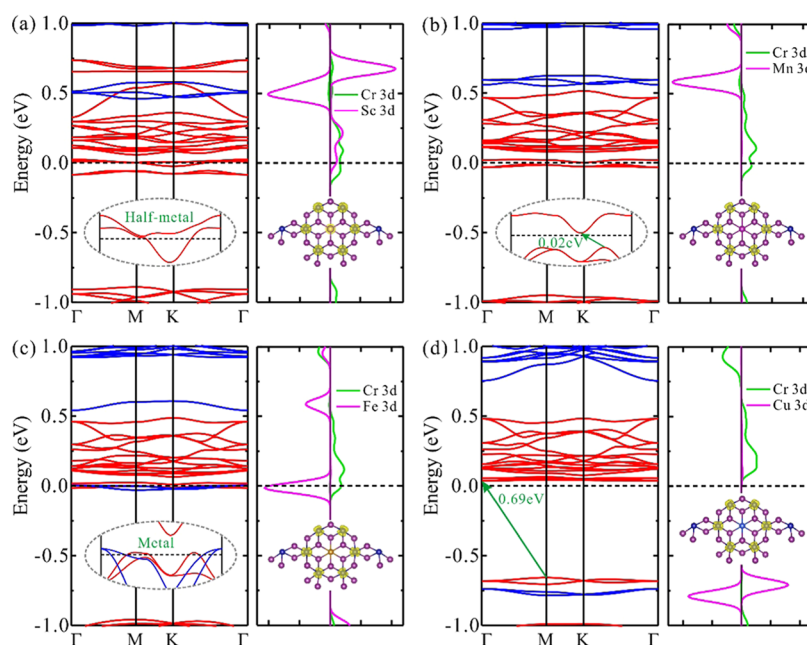 (a)
1.0
0.5
0.0
-0.5
-1.0
Energy (eV)
Half-metal
Γ M K Γ
Cr 3d
Sc 3d
(b)
1.0
0.5
0.0
-0.5
-1.0
Energy (eV)
0.02eV
Γ M K Γ
Cr 3d
Mn 3d
(c)
1.0
0.5
0.0
-0.5
-1.0
Energy (eV)
Metal
Γ M K Γ
Cr 3d
Fe 3d
(d)
1.0
0.5
0.0
-0.5
-1.0
Energy (eV)
0.69eV
Γ M K Γ
Cr 3d
Cu 3d